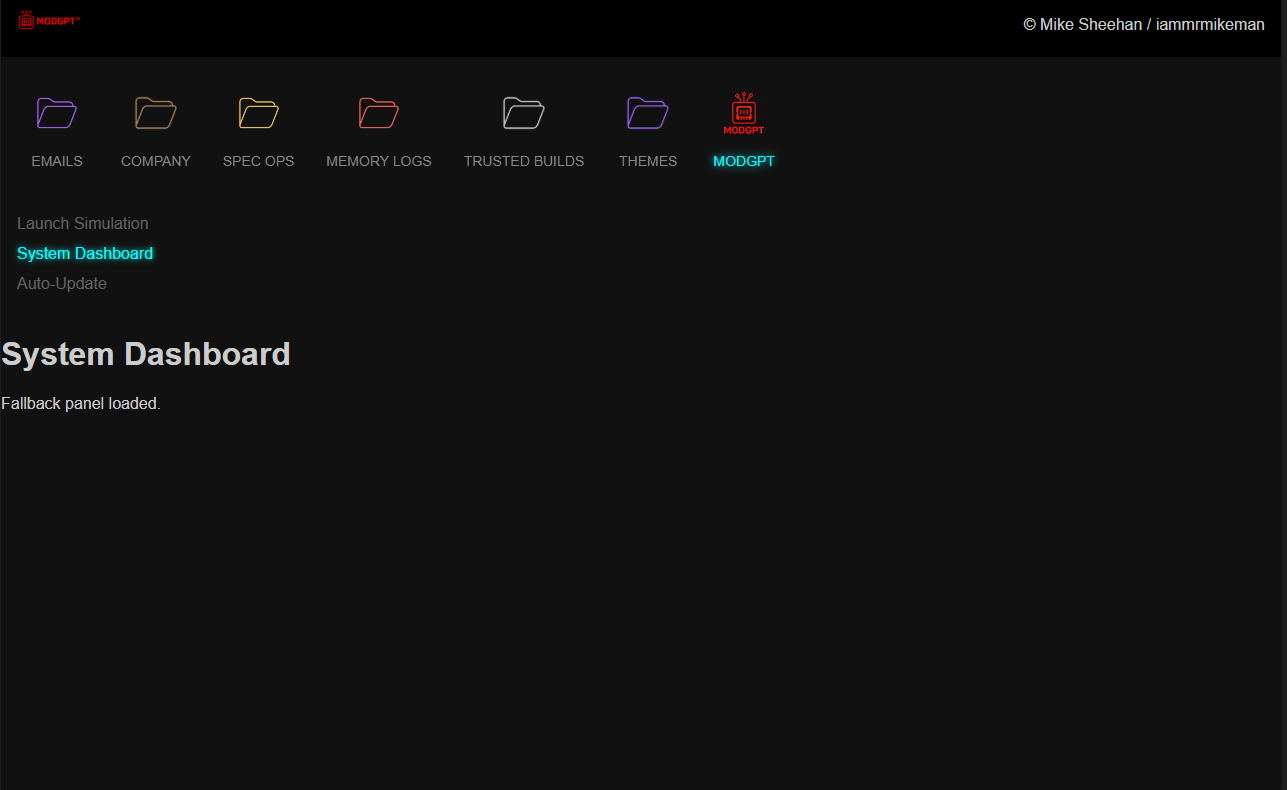 MODGPT™
© Mike Sheehan / iammrmikeman
MODGPT
EMAILS COMPANY SPEC OPS MEMORY LOGS TRUSTED BUILDS THEMES MODGPT
Launch Simulation
System Dashboard
Auto-Update
System Dashboard
Fallback panel loaded.